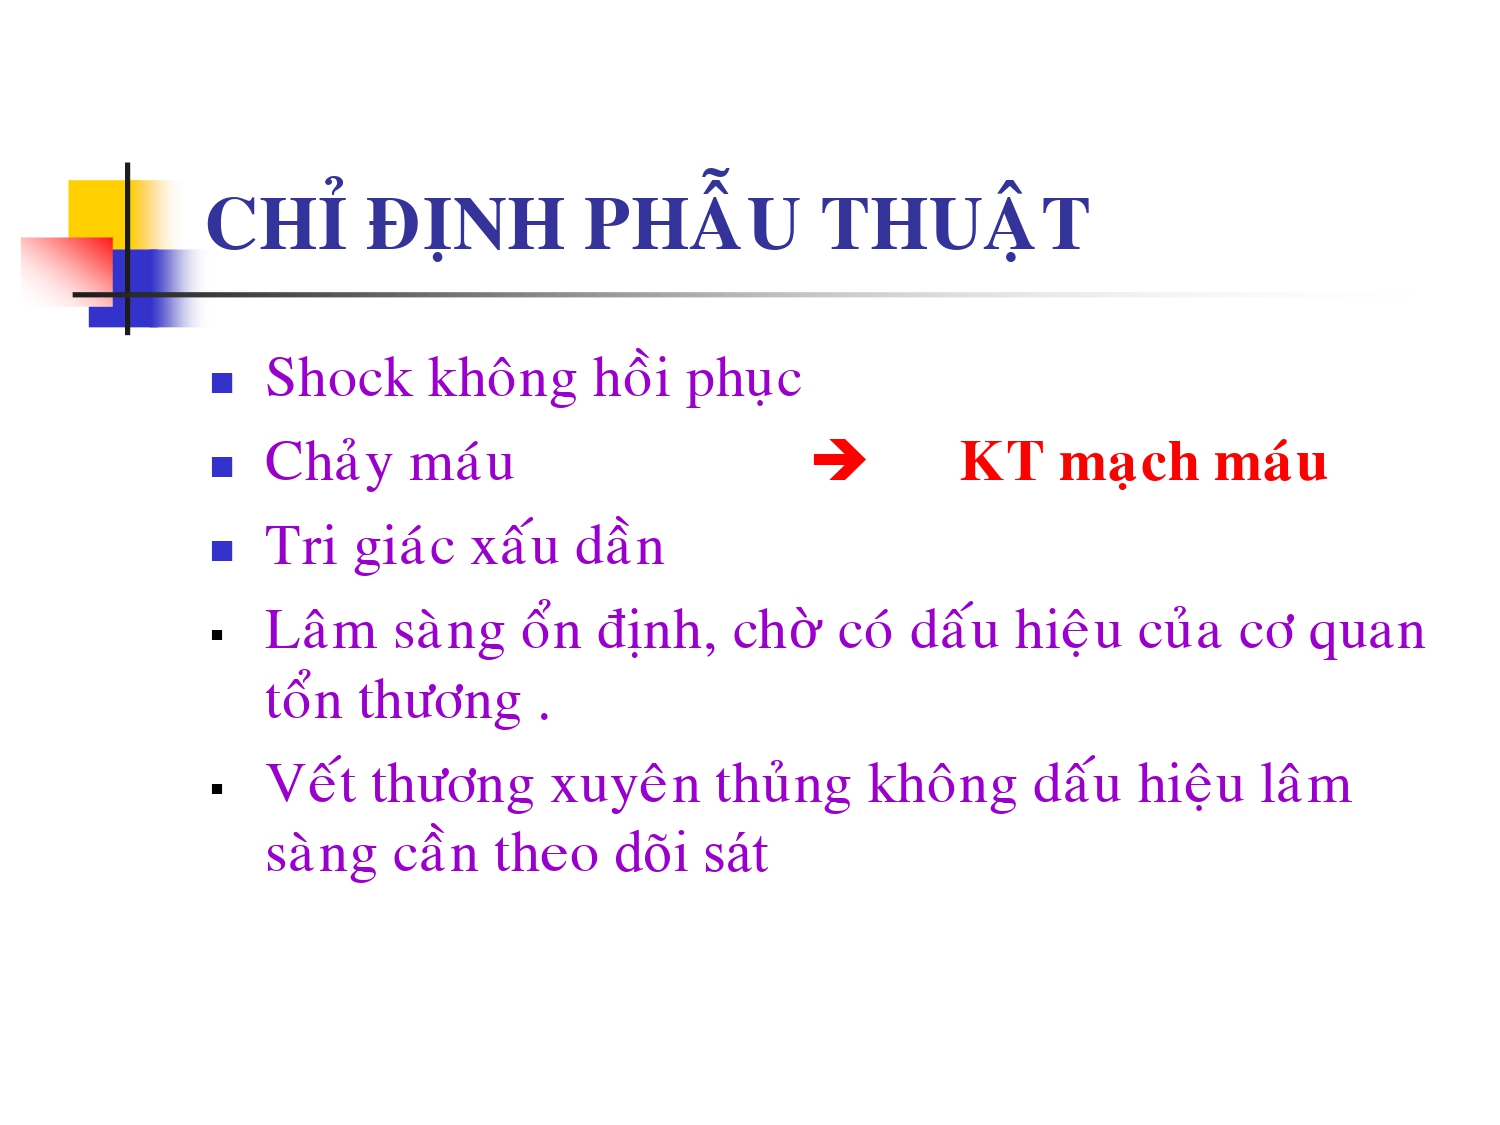 CHỈ ĐỊNH PHẪU THUẬT
Shock không hồi phục
Chảy máu ➔ KT mạch máu
Tri giác xấu dần
Lâm sàng ổn định, chờ có dấu hiệu của cơ quan
tổn thương .
Vết thương xuyên thủng không dấu hiệu lâm
sàng cần theo dõi sát